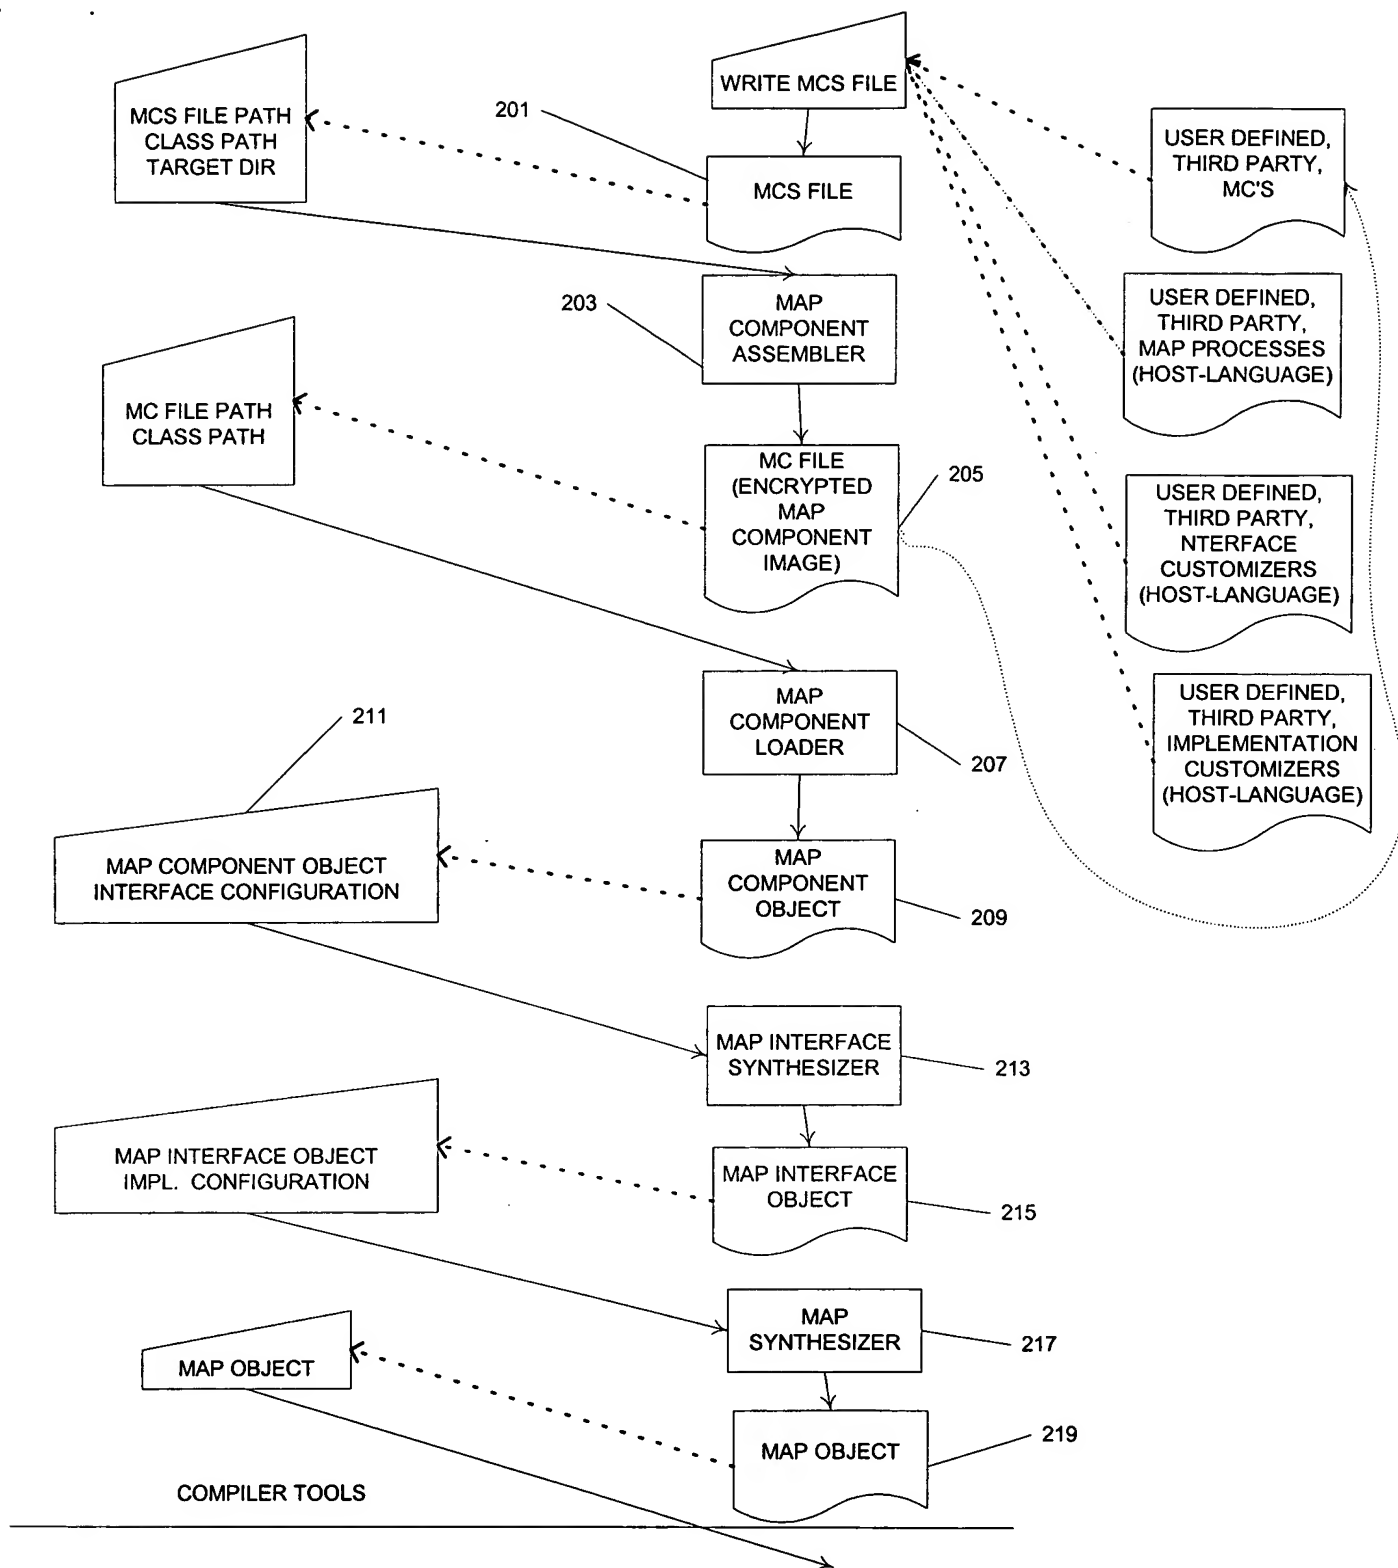 WRITE MCS FILE
MCS FILE PATH
CLASS PATH
TARGET DIR
201
MCS FILE
USER DEFINED,
THIRD PARTY,
MC'S
203
MAP
COMPONENT
ASSEMBLER
USER DEFINED,
THIRD PARTY,
MAP PROCESSES
(HOST-LANGUAGE)
MC FILE PATH
CLASS PATH
MC FILE
(ENCRYPTED
MAP
COMPONENT
IMAGE)
205
USER DEFINED,
THIRD PARTY,
NTERFACE
CUSTOMIZERS
(HOST-LANGUAGE)
MAP
COMPONENT
LOADER
207
USER DEFINED,
THIRD PARTY,
IMPLEMENTATION
CUSTOMIZERS
(HOST-LANGUAGE)
211
MAP COMPONENT OBJECT
INTERFACE CONFIGURATION
MAP
COMPONENT
OBJECT
209
MAP INTERFACE
SYNTHESIZER
213
MAP INTERFACE OBJECT
IMPL. CONFIGURATION
MAP INTERFACE
OBJECT
215
MAP
SYNTHESIZER
217
MAP OBJECT
MAP OBJECT
219
COMPILER TOOLS